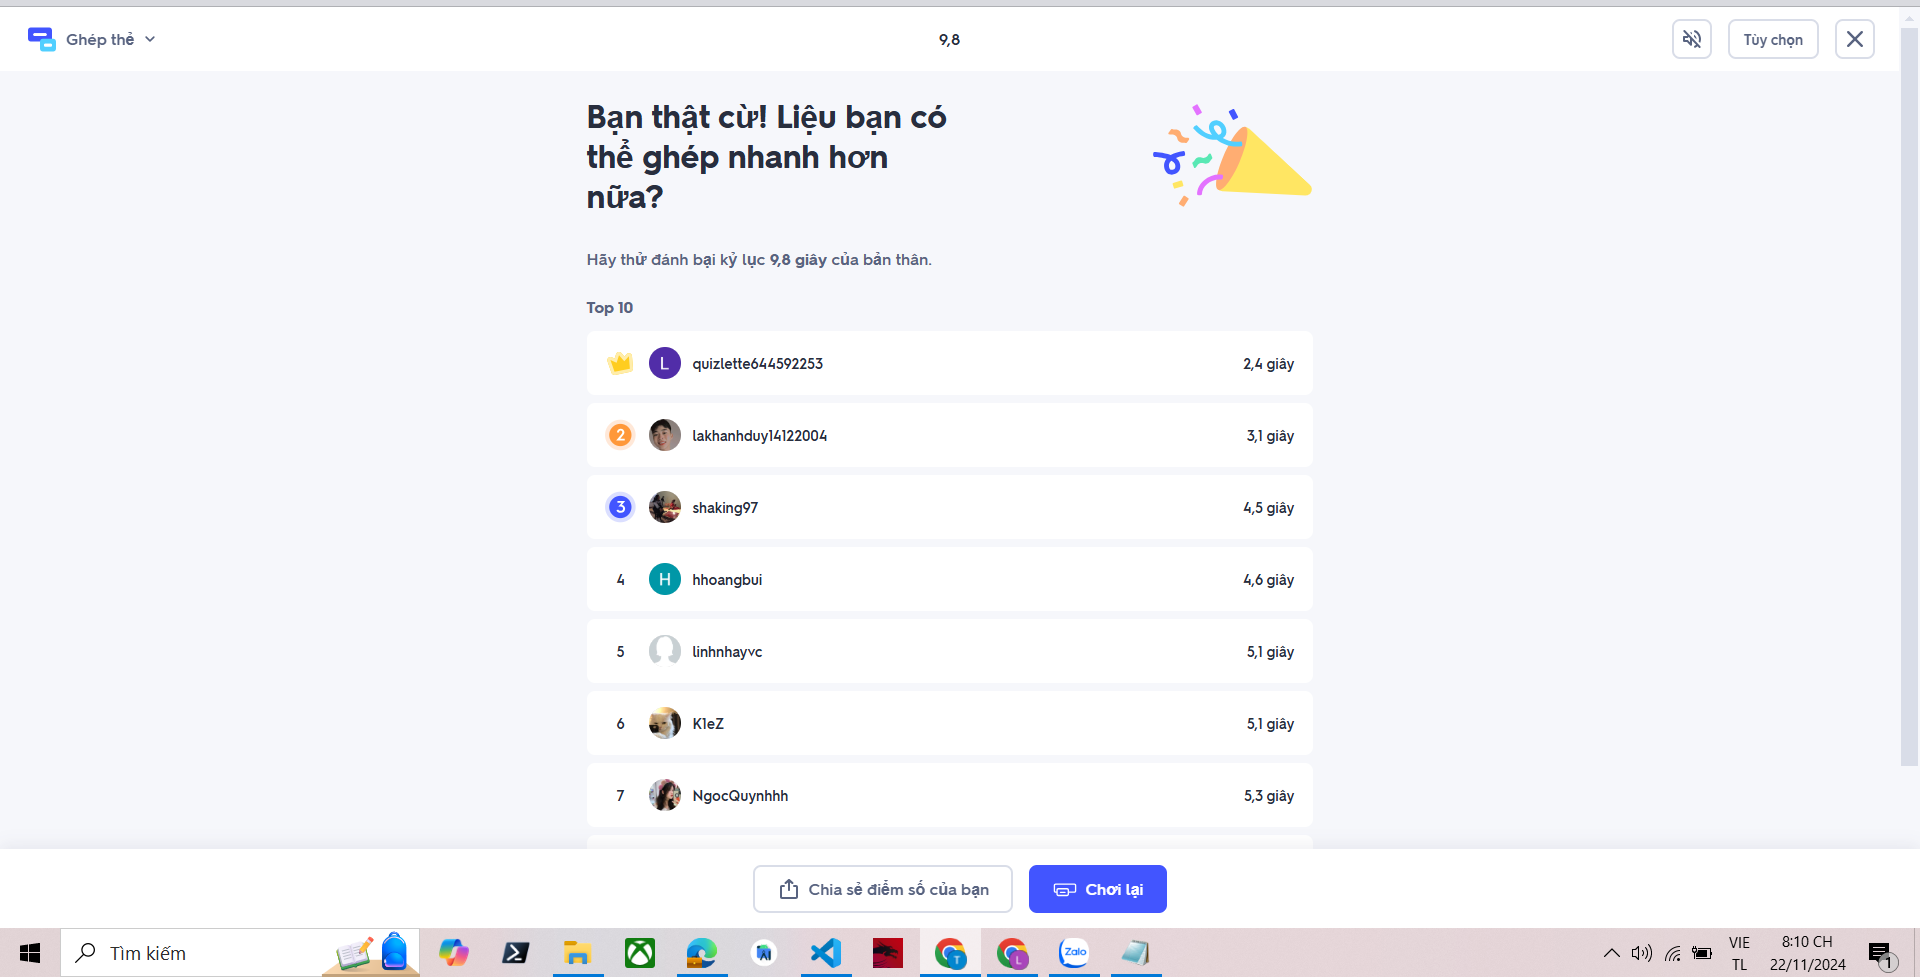 Ghép thẻ
9,8
Tùy chọn
Bạn thật cừ! Liệu bạn có
thể ghép nhanh hơn
nữa?
Hãy thử đánh bại kỷ lục 9,8 giây của bản thân.
Top 10
L quizlette644592253 2,4 giây
2 lakhanhduy14122004 3,1 giây
3 shaking97 4,5 giây
4 H hhoangbui 4,6 giây
5 linhnhayvc 5,1 giây
6 K1eZ 5,1 giây
7 NgocQuynhhh 5,3 giây
Chia sẻ điểm số của bạn
Chơi lại
Tìm kiếm
T
L
Zalo
VIE
TL
8:10 CH
22/11/2024
1